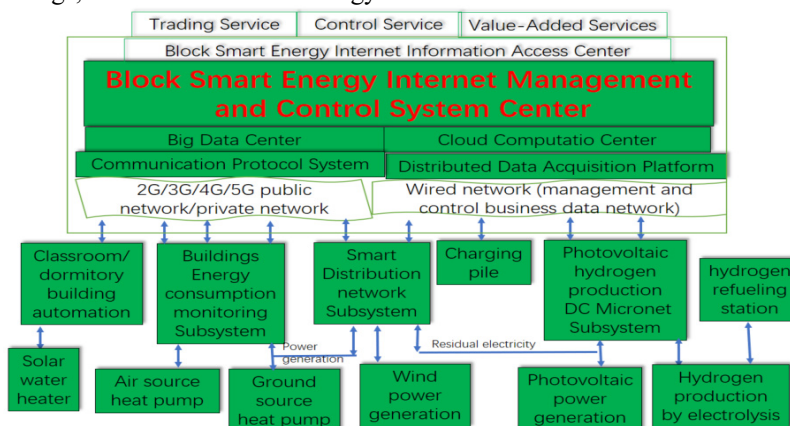 Trading Service
Control Service
Value-Added Services
Block Smart Energy Internet Information Access Center
Block Smart Energy Internet Management
and Control System Center
Big Data Center
Cloud Computatio Center
Communication Protocol System
Distributed Data Acquisition Platform
2G/3G/4G/5G public
network/private network
Wired network (management and
control business data network)
Classroom/
dormitory
building
automation
Buildings
Energy
consumption
monitoring
Subsystem
Smart
Distribution
network
Subsystem
Charging
pile
Photovoltaic
hydrogen
production
DC Micronet
Subsystem
hydrogen
refueling
station
Power
generation
Residual electricity
Solar
water
heater
Air source
heat pump
Ground
source
heat pump
Wind
power
generation
Photovoltaic
power
generation
Hydrogen
production
by electrolysis